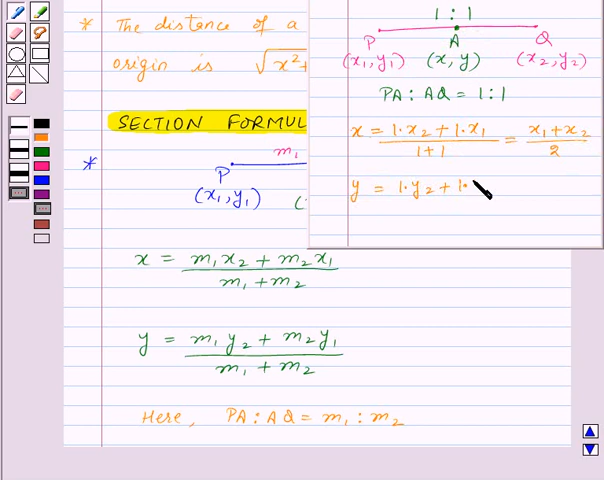 * The distance of a
origin is √x²+
SECTION FORMUL
* m₁
P
(x₁,y₁) (
x = m₁x₂ + m₂x₁ / m₁ + m₂
y = m₁y₂ + m₂y₁ / m₁ + m₂
Here, PA : AQ = m₁ : m₂
1 : 1
P A Q
(x₁,y₁) (x,y) (x₂,y₂)
PA : AQ = 1 : 1
x = 1·x₂ + 1·x₁ / 1+1 = x₁+x₂ / 2
y = 1·y₂ + 1·